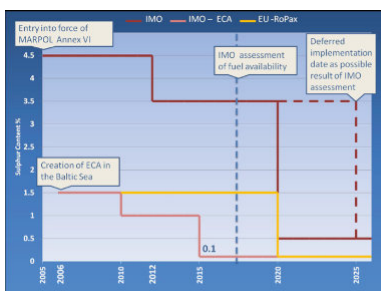 IMO IMO – ECA EU -RoPax
Entry into force of
MARPOL Annex VI
IMO assessment
of fuel availability
Deferred
implementation
date as possible
result of IMO
assessment
Creation of ECA in
the Baltic Sea
Sulphur Content %
4.5
4
3.5
3
2.5
2
1.5
1
0.5
0
0.1
2005
2006
2010
2012
2015
2020
2025